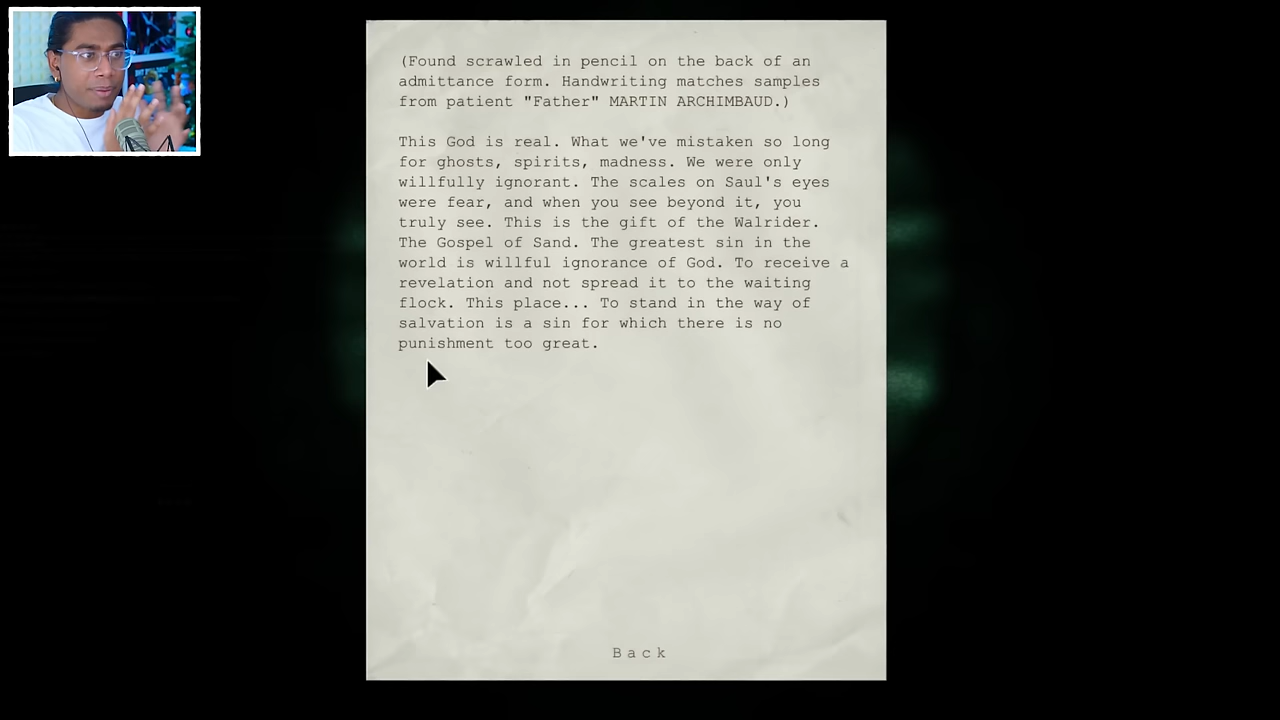 (Found scrawled in pencil on the back of an
admittance form. Handwriting matches samples
from patient "Father" MARTIN ARCHIMBAUD.)
This God is real. What we've mistaken so long
for ghosts, spirits, madness. We were only
willfully ignorant. The scales on Saul's eyes
were fear, and when you see beyond it, you
truly see. This is the gift of the Walrider.
The Gospel of Sand. The greatest sin in the
world is willful ignorance of God. To receive a
revelation and not spread it to the waiting
flock. This place... To stand in the way of
salvation is a sin for which there is no
punishment too great.
Back